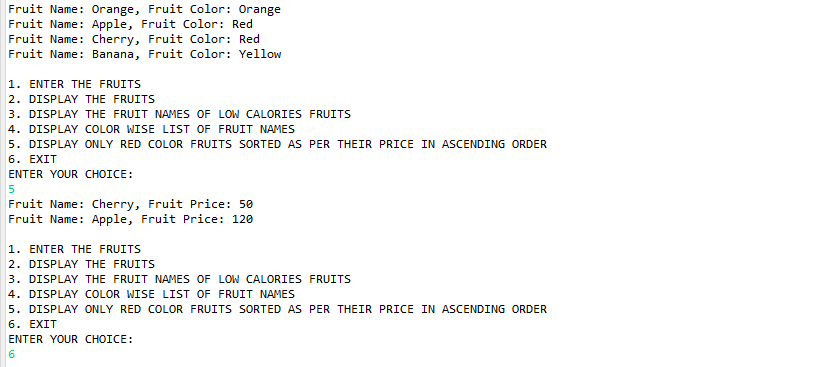 Fruit Name: Orange, Fruit Color: Orange
Fruit Name: Apple, Fruit Color: Red
Fruit Name: Cherry, Fruit Color: Red
Fruit Name: Banana, Fruit Color: Yellow
1. ENTER THE FRUITS
2. DISPLAY THE FRUITS
3. DISPLAY THE FRUIT NAMES OF LOW CALORIES FRUITS
4. DISPLAY COLOR WISE LIST OF FRUIT NAMES
5. DISPLAY ONLY RED COLOR FRUITS SORTED AS PER THEIR PRICE IN ASCENDING ORDER
6. EXIT
ENTER YOUR CHOICE:
5
Fruit Name: Cherry, Fruit Price: 50
Fruit Name: Apple, Fruit Price: 120
1. ENTER THE FRUITS
2. DISPLAY THE FRUITS
3. DISPLAY THE FRUIT NAMES OF LOW CALORIES FRUITS
4. DISPLAY COLOR WISE LIST OF FRUIT NAMES
5. DISPLAY ONLY RED COLOR FRUITS SORTED AS PER THEIR PRICE IN ASCENDING ORDER
6. EXIT
ENTER YOUR CHOICE:
6